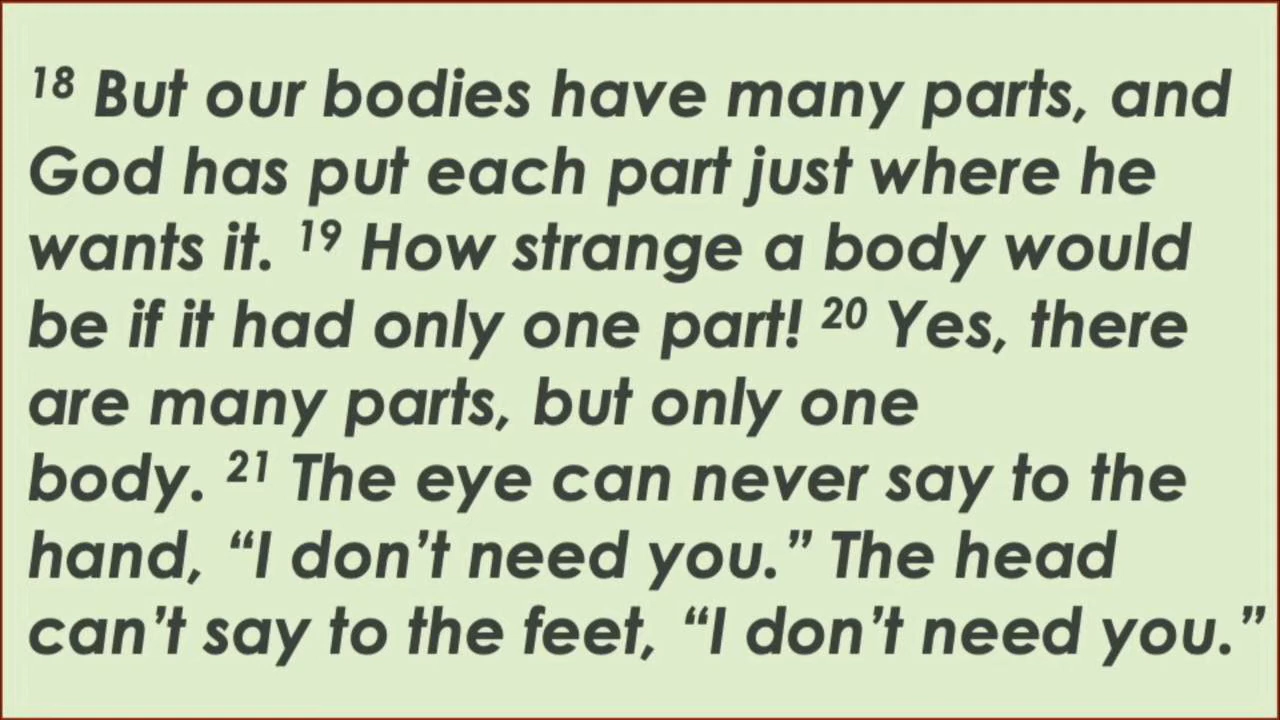 18 But our bodies have many parts, and
God has put each part just where he
wants it. 19 How strange a body would
be if it had only one part! 20 Yes, there
are many parts, but only one
body. 21 The eye can never say to the
hand, “I don’t need you.” The head
can’t say to the feet, “I don’t need you.”